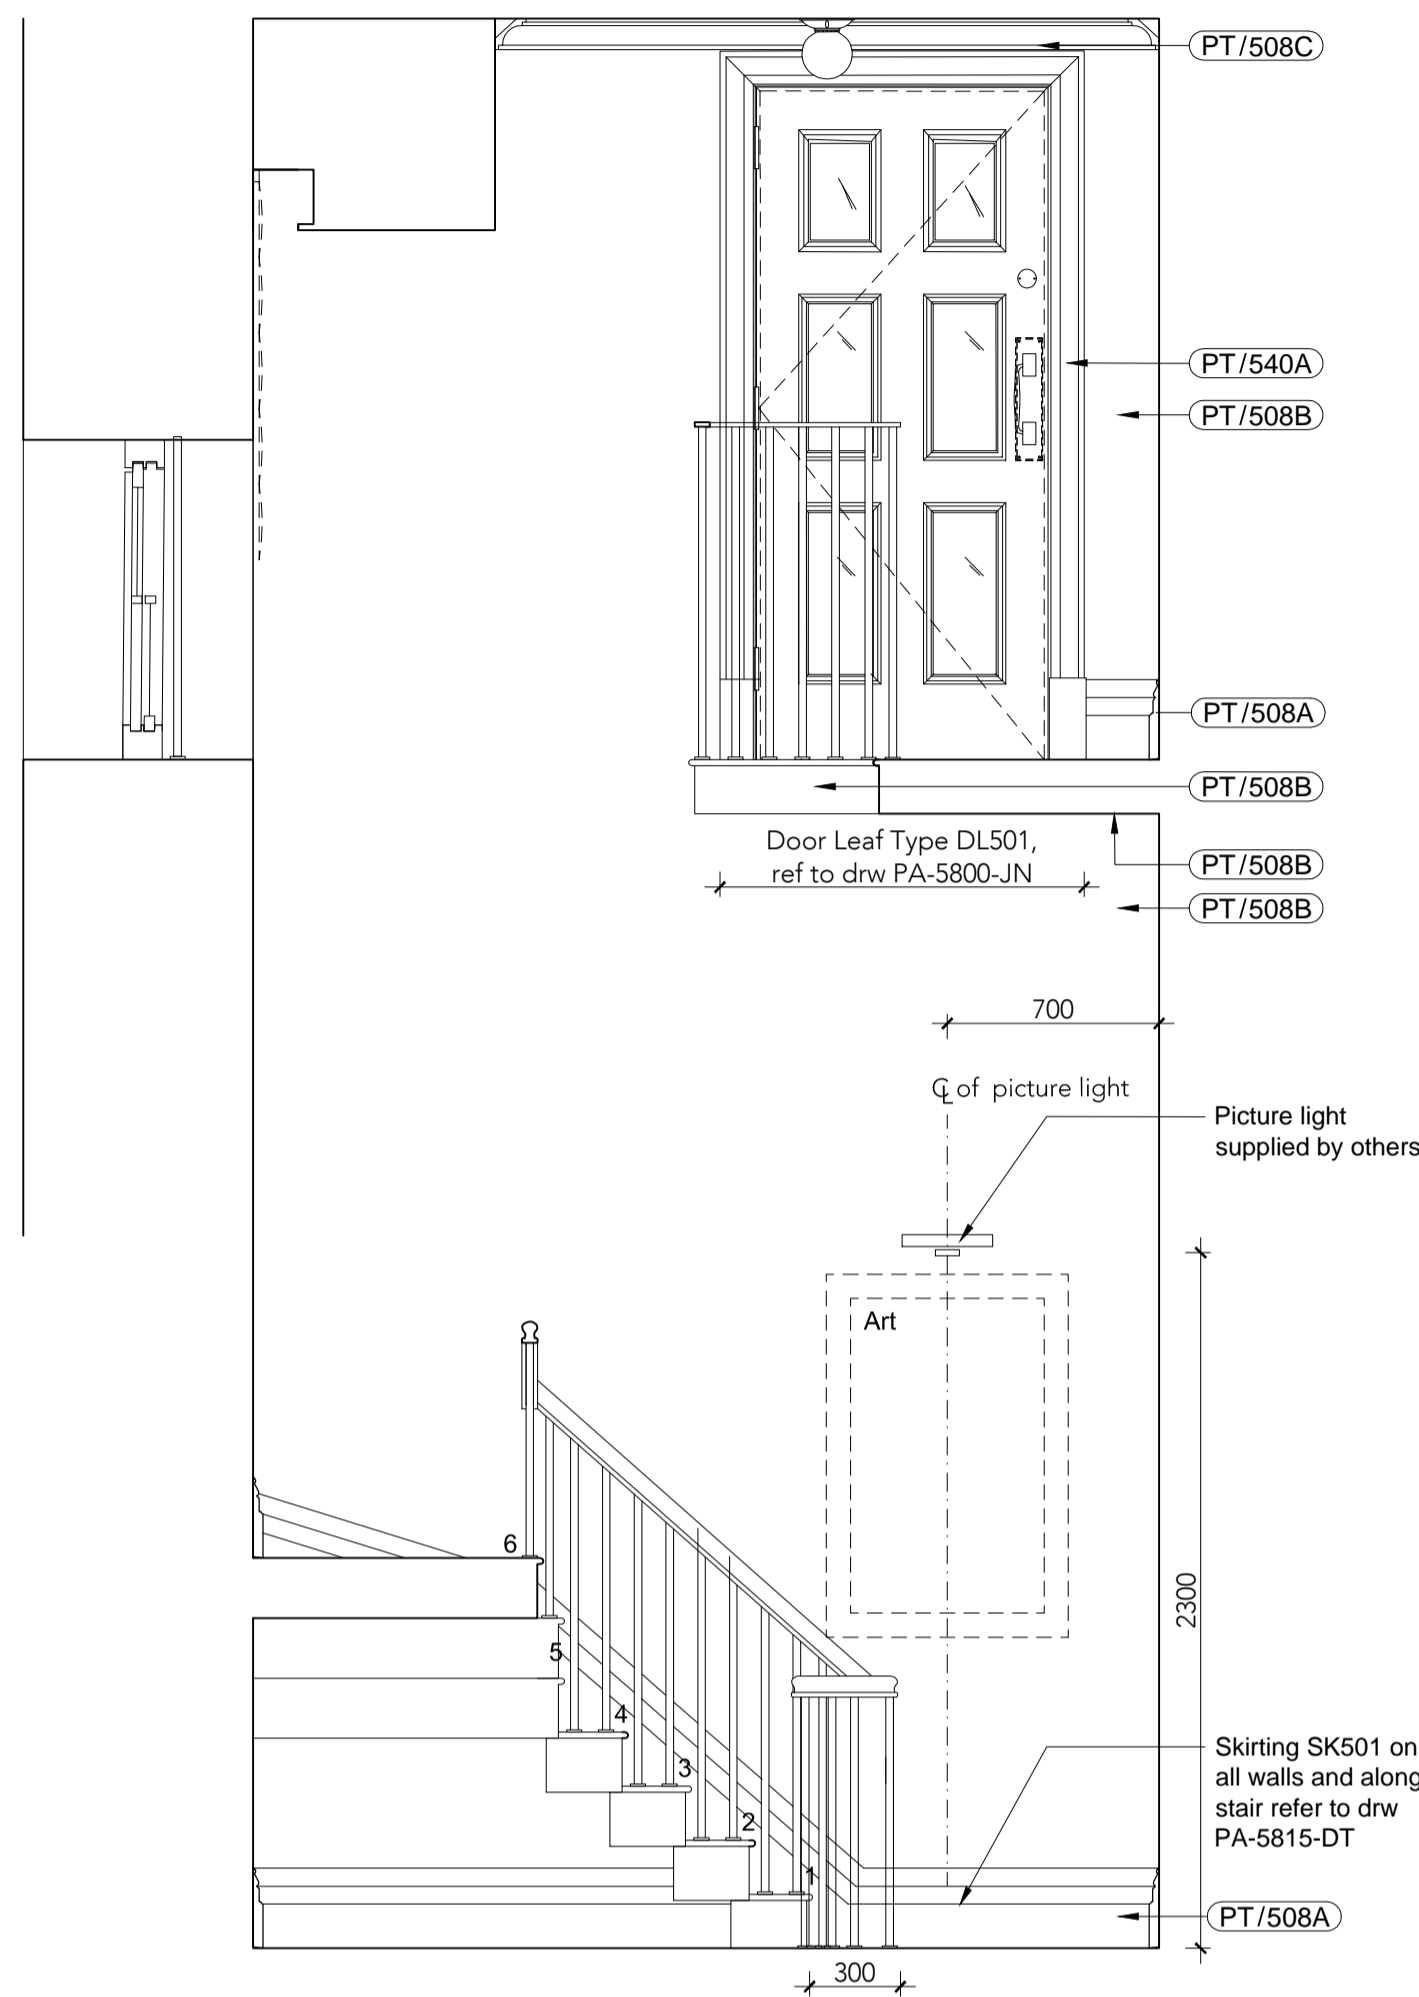 PT/508C
PT/540A
PT/508B
PT/508A
PT/508B
Door Leaf Type DL501,
ref to drw PA-5800-JN
PT/508B
PT/508B
700
℄ of picture light
Picture light
supplied by others
Art
2300
6
5
4
3
2
1
Skirting SK501 on
all walls and along
stair refer to drw
PA-5815-DT
PT/508A
300